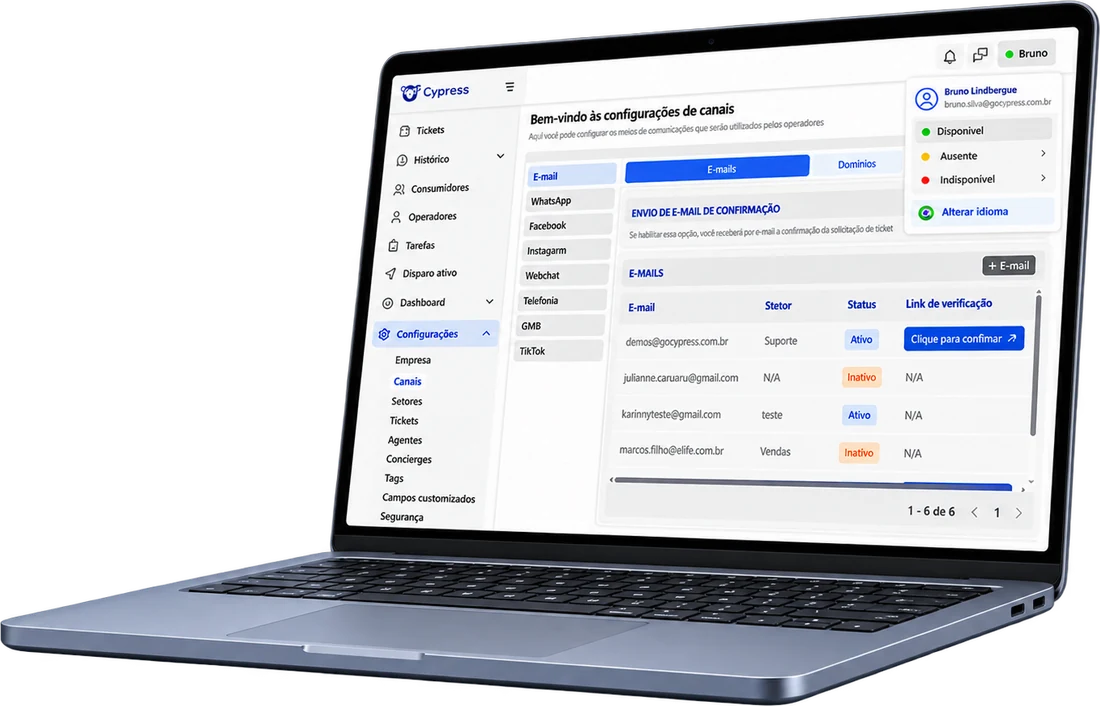 Cypress
Bruno
Bruno Lindbergue
bruno.silva@gocypress.com.br
Disponivel
Ausente
Indisponivel
Alterar idioma
Tickets
Histórico
Consumidores
Operadores
Tarefas
Disparo ativo
Dashboard
Configurações
Empresa
Canais
Setores
Tickets
Agentes
Concierges
Tags
Campos customizados
Segurança
Bem-vindo às configurações de canais
Aqui você pode configurar os meios de comunicações que serão utilizados pelos operadores
E-mail
WhatsApp
Facebook
Instagarm
Webchat
Telefonia
GMB
TikTok
E-mails
Dominios
ENVIO DE E-MAIL DE CONFIRMAÇÃO
Se habilitar essa opção, você receberá por e-mail a confirmação da solicitação de ticket
E-MAILS
+ E-mail
E-mail Stetor Status Link de verificação
demos@gocypress.com.br Suporte Ativo Clique para confimar
julianne.caruaru@gmail.com N/A Inativo N/A
karinnyteste@gmail.com teste Ativo N/A
marcos.filho@elife.com.br Vendas Inativo N/A
1 - 6 de 6 < 1 >